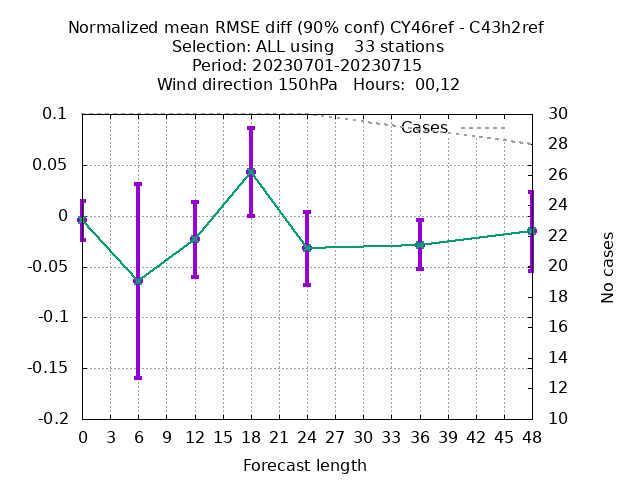 Normalized mean RMSE diff (90% conf) CY46ref - C43h2ref
Selection: ALL using    33 stations
Period: 20230701-20230715
Wind direction 150hPa   Hours:  00,12
0.1
0.05
0
-0.05
-0.1
-0.15
-0.2
Cases
30
28
26
24
22
20
18
16
14
12
10
No cases
0 3 6 9 12 15 18 21 24 27 30 33 36 39 42 45 48
Forecast length